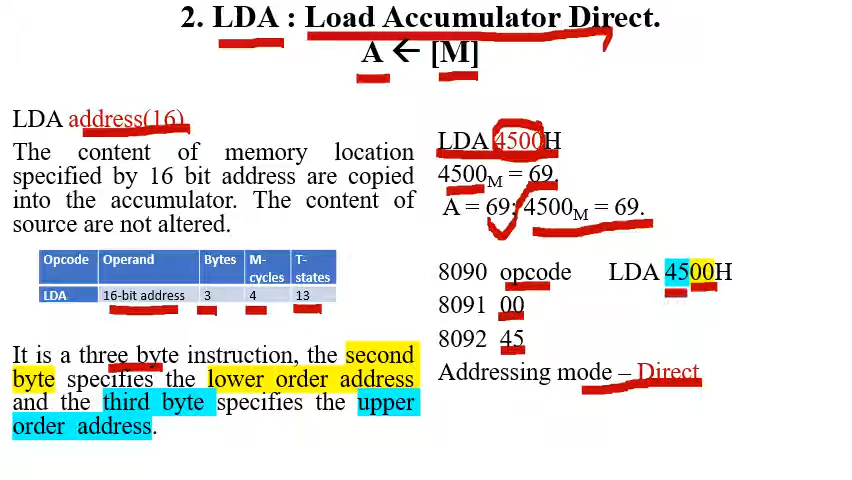 2. LDA : Load Accumulator Direct.
A ← [M]
LDA address(16)
The content of memory location
specified by 16 bit address are copied
into the accumulator. The content of
source are not altered.
Opcode Operand Bytes M-cycles T-states
LDA 16-bit address 3 4 13
It is a three byte instruction, the second
byte specifies the lower order address
and the third byte specifies the upper
order address.
LDA 4500H
4500M = 69.
A = 69; 4500M = 69.
8090 opcode LDA 4500H
8091 00
8092 45
Addressing mode – Direct